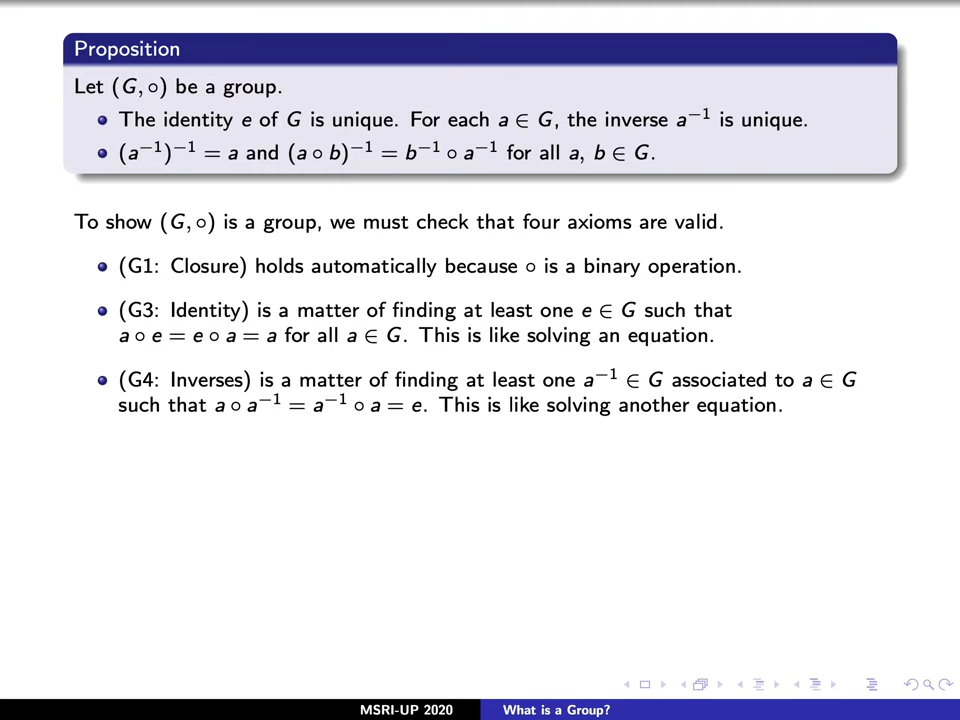 Proposition
Let (G, ∘) be a group.
• The identity e of G is unique. For each a ∈ G, the inverse a⁻¹ is unique.
• (a⁻¹)⁻¹ = a and (a ∘ b)⁻¹ = b⁻¹ ∘ a⁻¹ for all a, b ∈ G.
To show (G, ∘) is a group, we must check that four axioms are valid.
• (G1: Closure) holds automatically because ∘ is a binary operation.
• (G3: Identity) is a matter of finding at least one e ∈ G such that
a ∘ e = e ∘ a = a for all a ∈ G. This is like solving an equation.
• (G4: Inverses) is a matter of finding at least one a⁻¹ ∈ G associated to a ∈ G
such that a ∘ a⁻¹ = a⁻¹ ∘ a = e. This is like solving another equation.
MSRI-UP 2020 What is a Group?